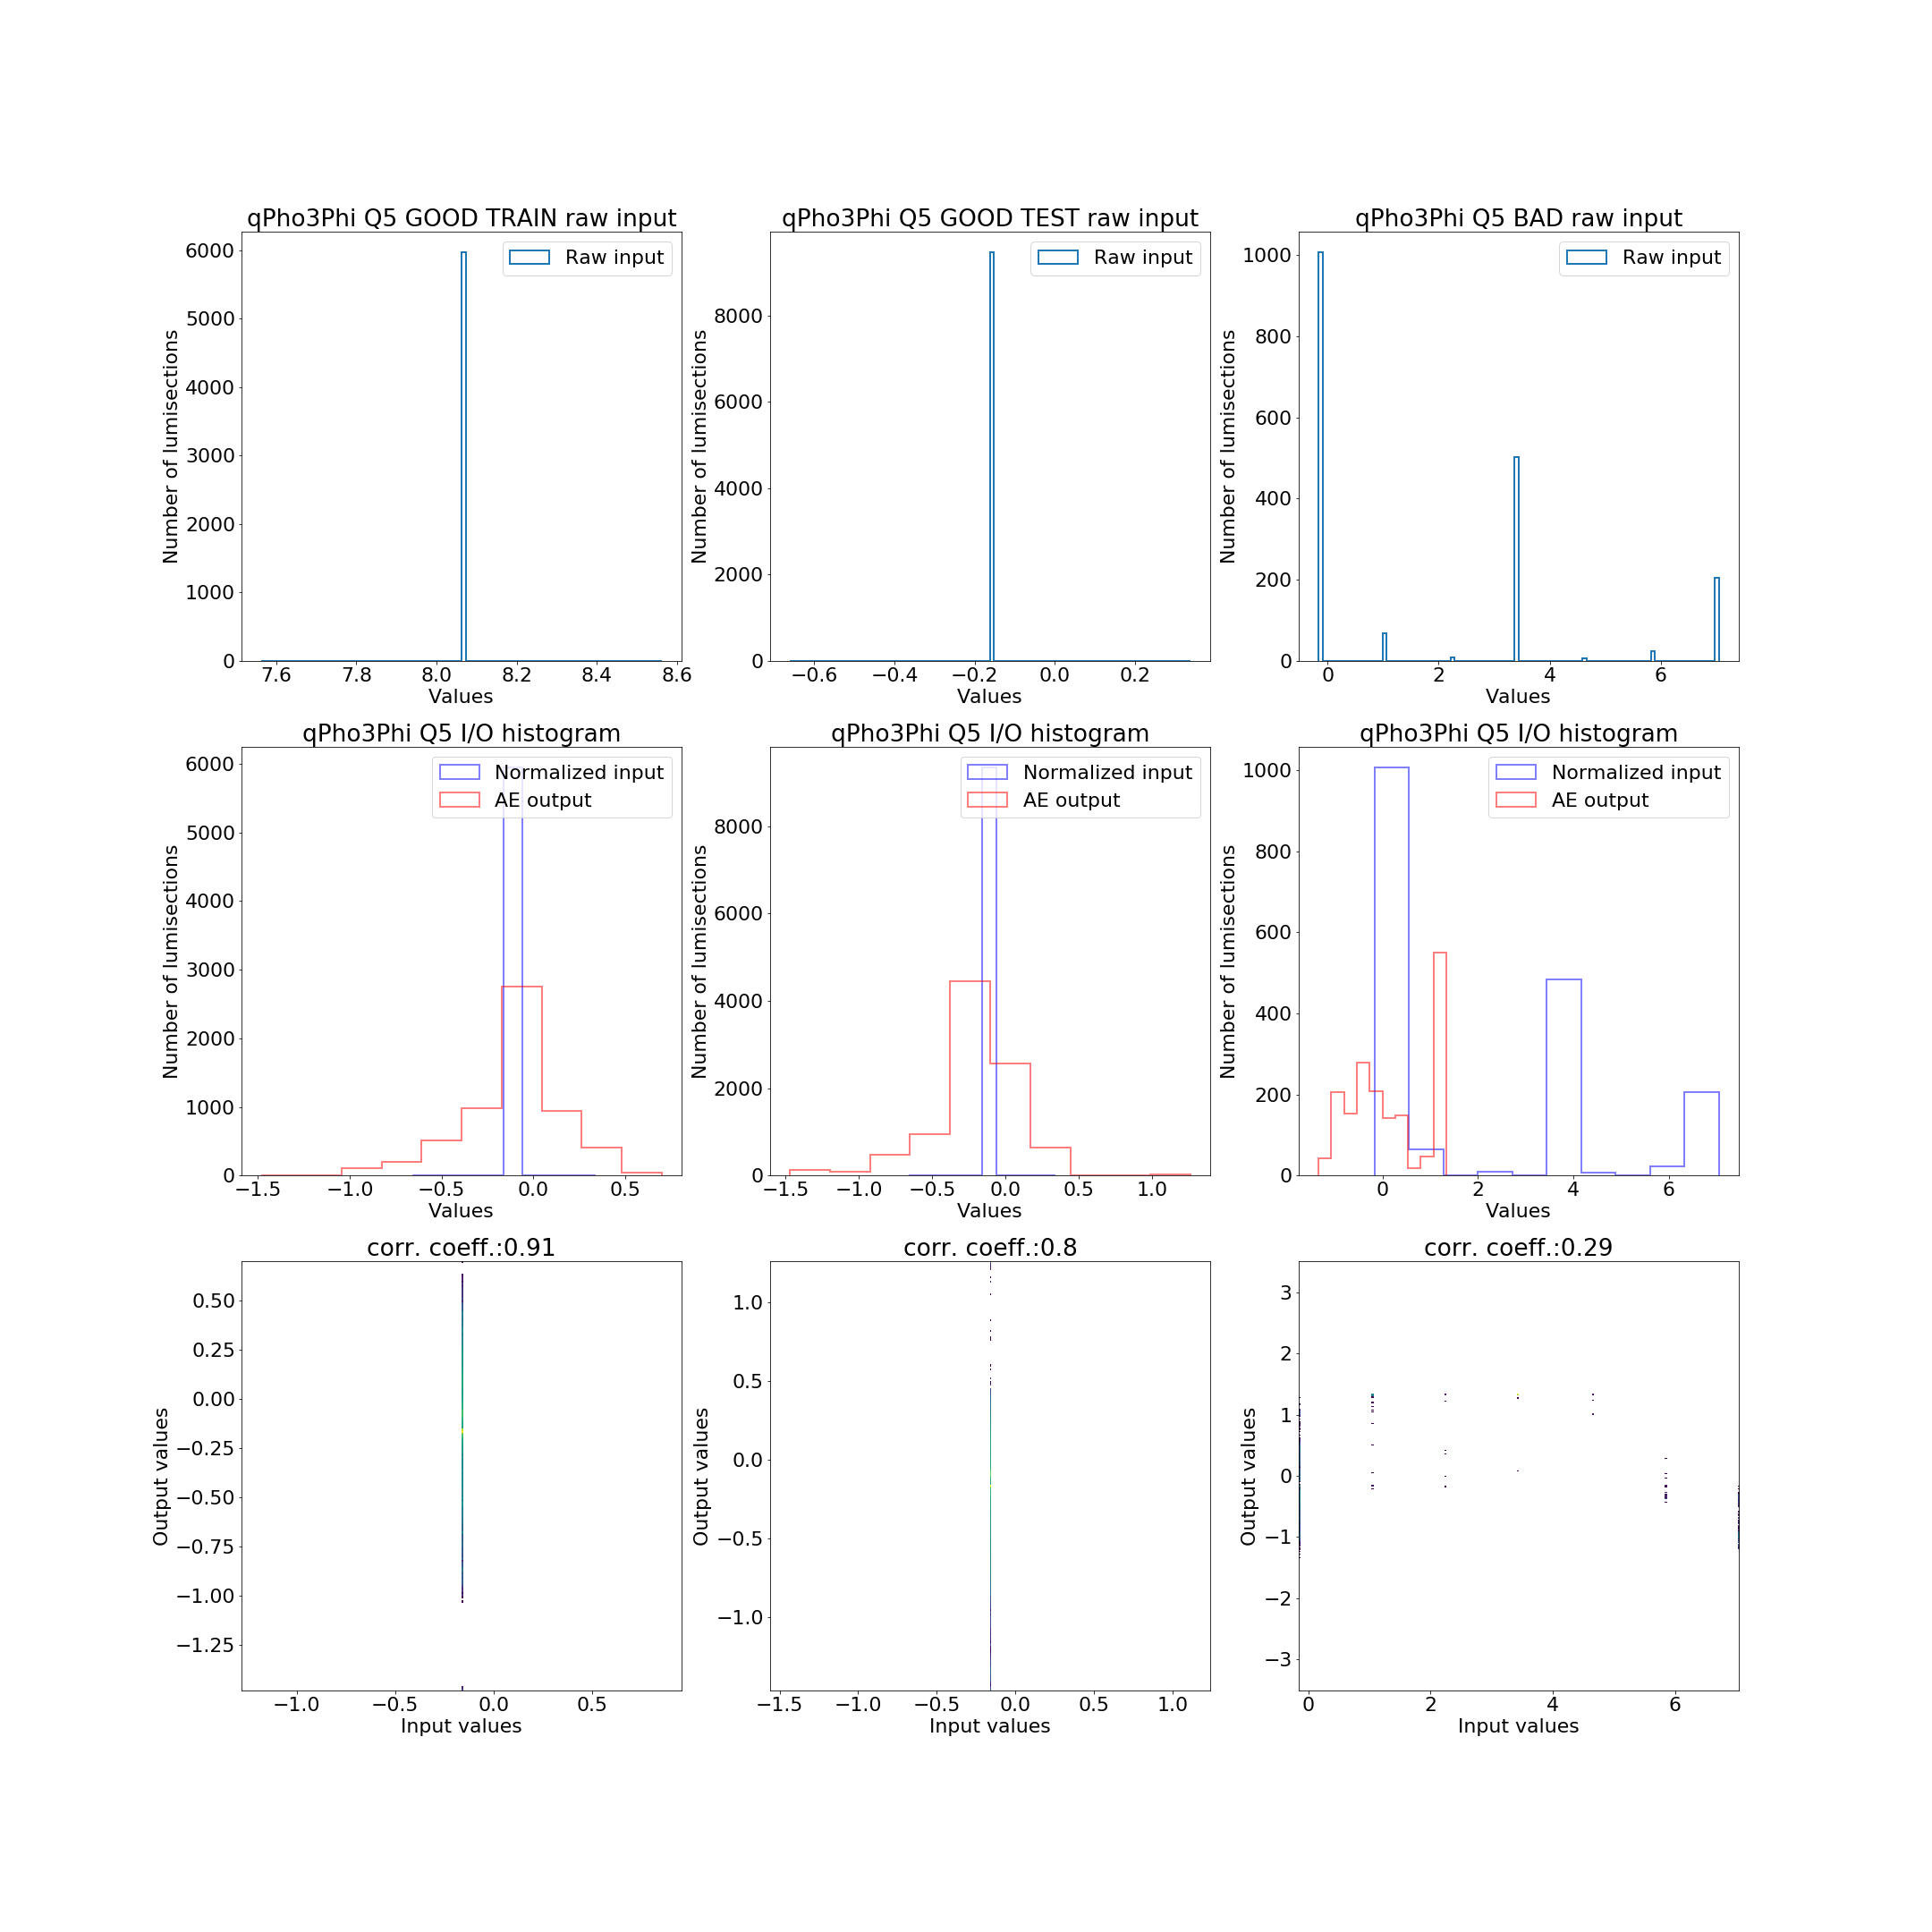 qPho3Phi Q5 GOOD TRAIN raw input
Raw input
Number of lumisections
6000
5000
4000
3000
2000
1000
0
7.6 7.8 8.0 8.2 8.4 8.6
Values
qPho3Phi Q5 GOOD TEST raw input
Raw input
Number of lumisections
8000
6000
4000
2000
0
−0.6 −0.4 −0.2 0.0 0.2
Values
qPho3Phi Q5 BAD raw input
Raw input
Number of lumisections
1000
800
600
400
200
0
0 2 4 6
Values
qPho3Phi Q5 I/O histogram
Normalized input
AE output
Number of lumisections
6000
5000
4000
3000
2000
1000
0
−1.5 −1.0 −0.5 0.0 0.5
Values
qPho3Phi Q5 I/O histogram
Normalized input
AE output
Number of lumisections
8000
6000
4000
2000
0
−1.5 −1.0 −0.5 0.0 0.5 1.0
Values
qPho3Phi Q5 I/O histogram
Normalized input
AE output
Number of lumisections
1000
800
600
400
200
0
0 2 4 6
Values
corr. coeff.:0.91
Output values
0.50
0.25
0.00
−0.25
−0.50
−0.75
−1.00
−1.25
−1.0 −0.5 0.0 0.5
Input values
corr. coeff.:0.8
Output values
1.0
0.5
0.0
−0.5
−1.0
−1.5 −1.0 −0.5 0.0 0.5 1.0
Input values
corr. coeff.:0.29
Output values
3
2
1
0
−1
−2
−3
0 2 4 6
Input values